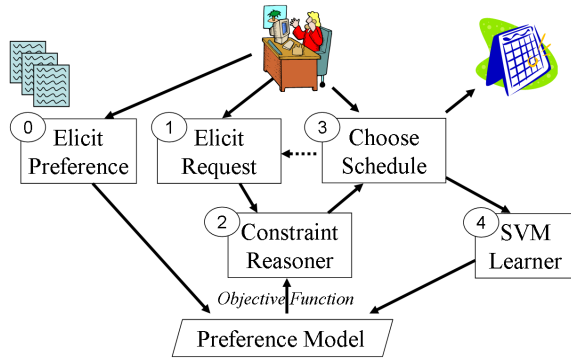 0
Elicit
Preference
1
Elicit
Request
3
Choose
Schedule
2
Constraint
Reasoner
4
SVM
Learner
Objective Function
Preference Model